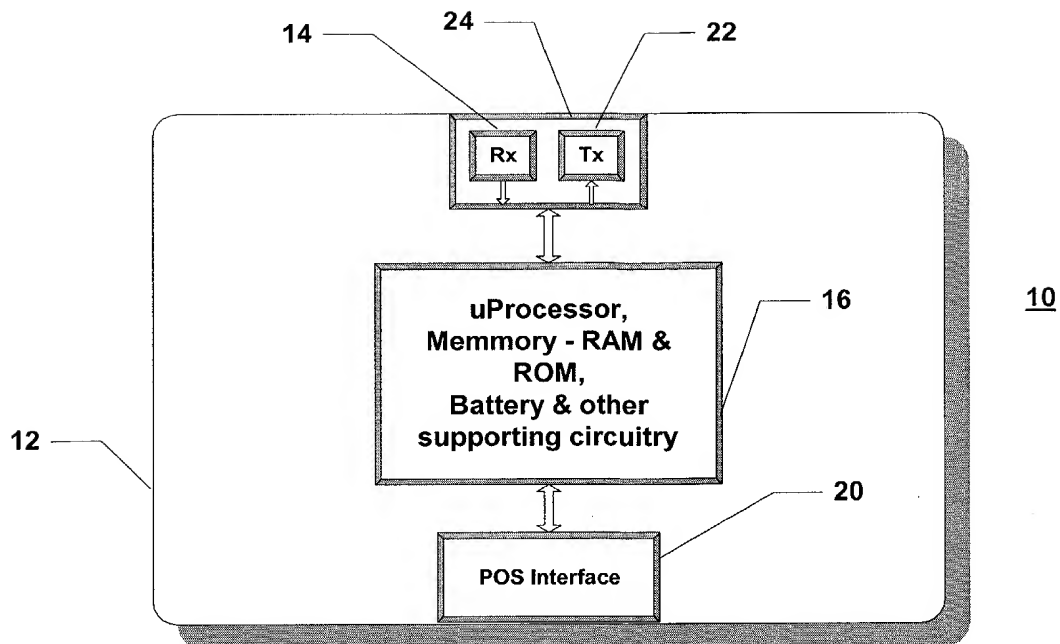 14
24
22
Rx
Tx
uProcessor,
Memmory - RAM &
ROM,
Battery & other
supporting circuitry
16
10
12
20
POS Interface